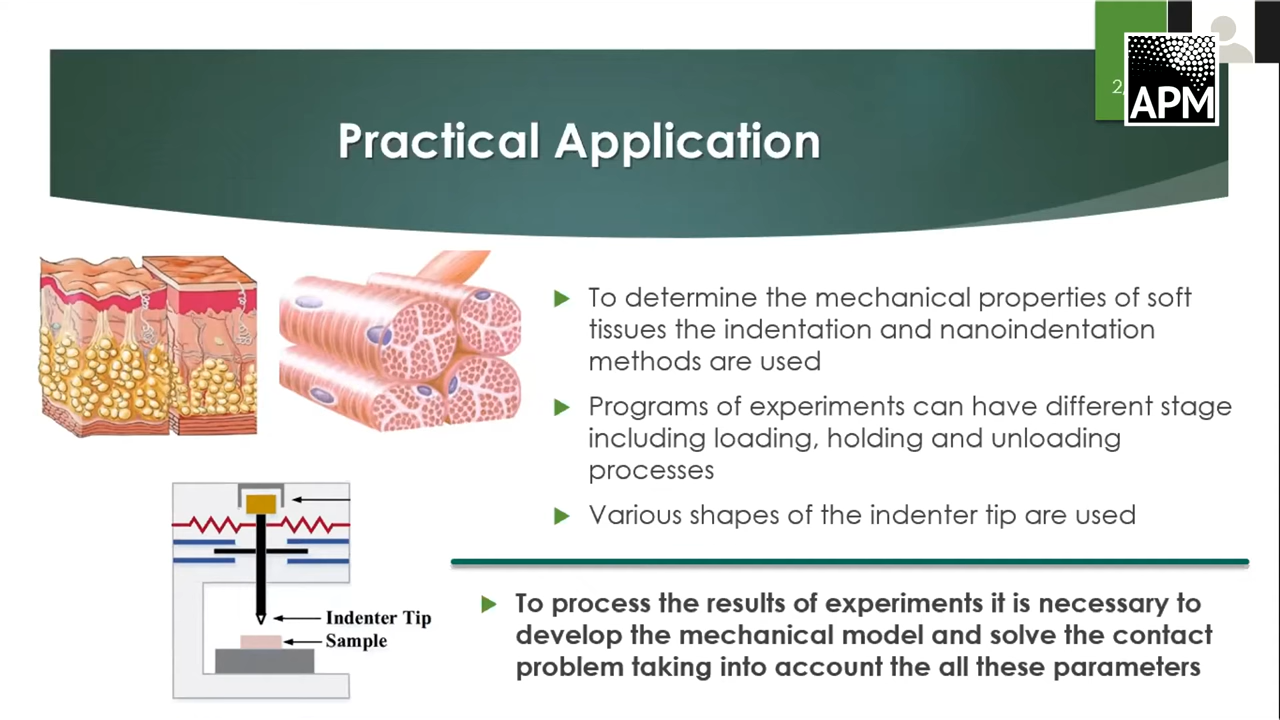 2
APM
Practical Application
To determine the mechanical properties of soft
tissues the indentation and nanoindentation
methods are used
Programs of experiments can have different stage
including loading, holding and unloading
processes
Various shapes of the indenter tip are used
Indenter Tip
Sample
To process the results of experiments it is necessary to
develop the mechanical model and solve the contact
problem taking into account the all these parameters